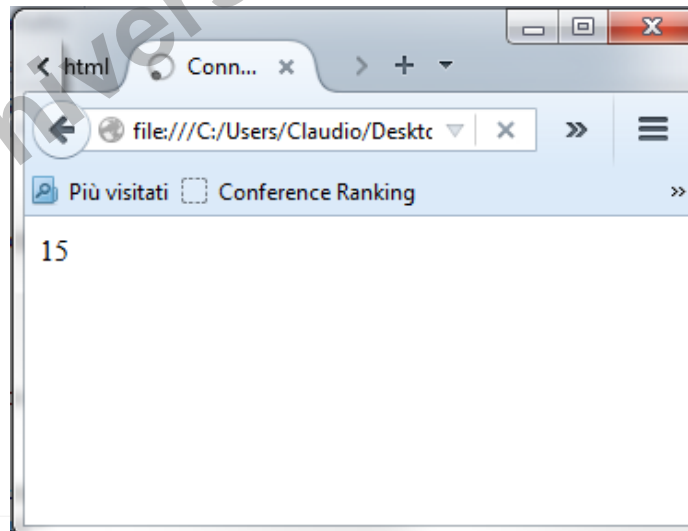 html Conn...
file:///C:/Users/Claudio/Deskto
Più visitati Conference Ranking
15